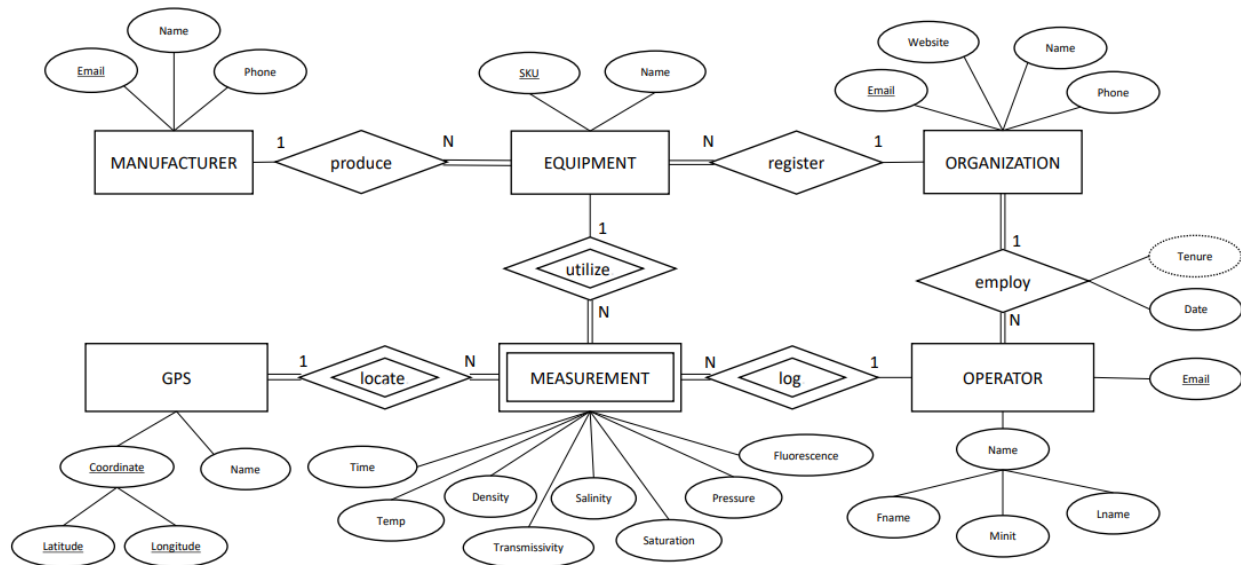 Name
Email
Phone
MANUFACTURER
1
produce
N
SKU
Name
EQUIPMENT
N
register
1
Website
Name
Email
Phone
ORGANIZATION
1
utilize
N
1
employ
N
Tenure
Date
GPS
1
locate
N
MEASUREMENT
N
log
1
OPERATOR
Email
Coordinate
Name
Latitude
Longitude
Time
Temp
Density
Transmissivity
Salinity
Saturation
Pressure
Fluorescence
Name
Fname
Minit
Lname